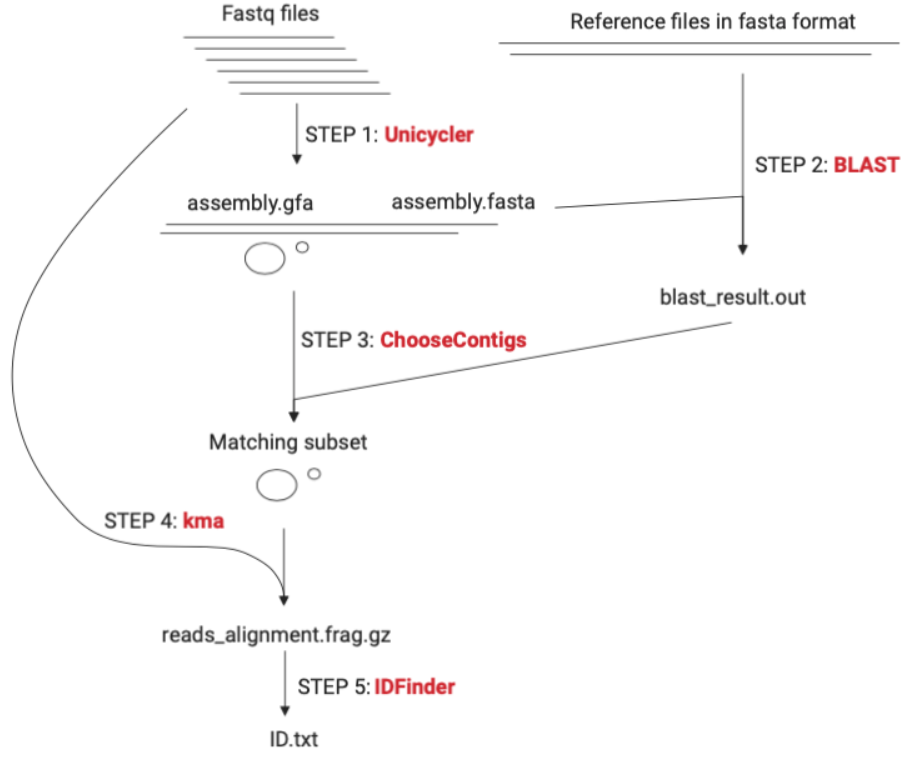 Fastq files
Reference files in fasta format
STEP 1: Unicycler
STEP 2: BLAST
assembly.gfa
assembly.fasta
blast_result.out
STEP 3: ChooseContigs
Matching subset
STEP 4: kma
reads_alignment.frag.gz
STEP 5: IDFinder
ID.txt